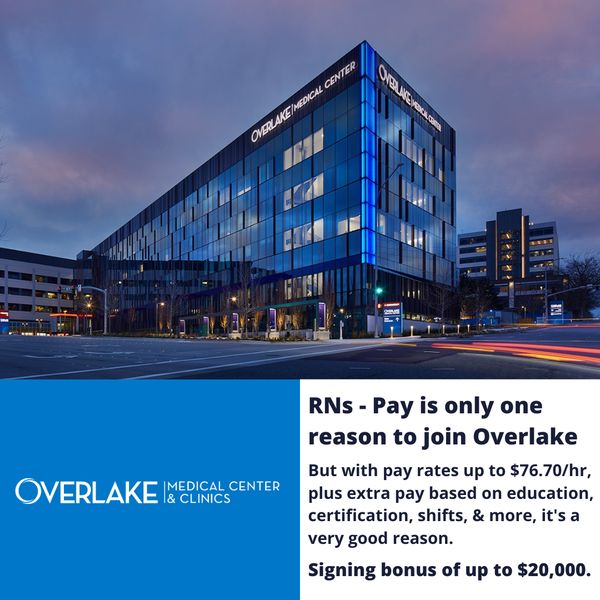 OVERLAKE | MEDICAL CENTER
OVERLAKE | MEDICAL CENTER
OVERLAKE
OVERLAKE | MEDICAL CENTER
& CLINICS
RNs - Pay is only one
reason to join Overlake
But with pay rates up to $76.70/hr,
plus extra pay based on education,
certification, shifts, & more, it's a
very good reason.
Signing bonus of up to $20,000.